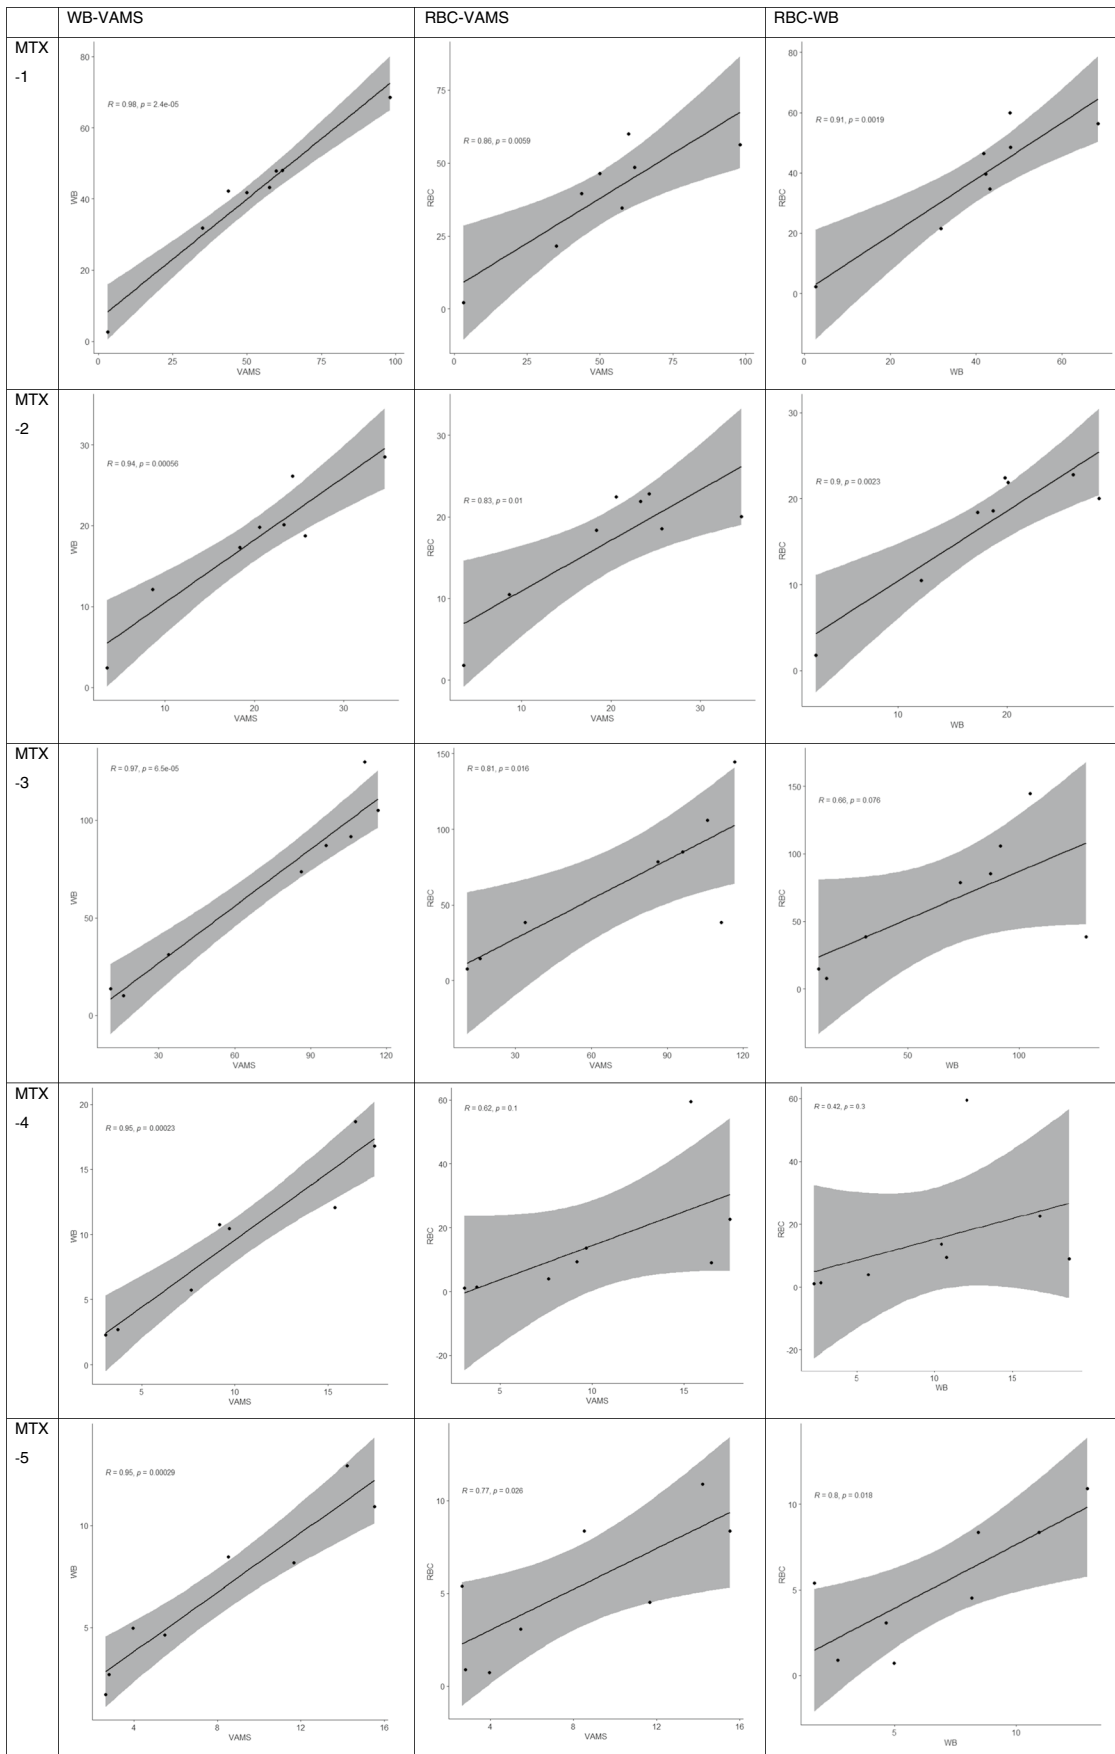 WB-VAMS RBC-VAMS RBC-WB
MTX
-1
80
60
40
20
0
WB
R = 0.98, p = 2.4e-05
0 25 50 75 100
VAMS
75
50
25
0
RBC
R = 0.86, p = 0.0059
0 25 50 75 100
VAMS
80
60
40
20
0
RBC
R = 0.91, p = 0.0019
0 20 40 60
WB
MTX
-2
30
20
10
0
WB
R = 0.94, p = 0.00056
10 20 30
VAMS
30
20
10
0
RBC
R = 0.83, p = 0.01
10 20 30
VAMS
30
20
10
0
RBC
R = 0.9, p = 0.0023
10 20
WB
MTX
-3
100
50
0
WB
R = 0.97, p = 6.5e-05
30 60 90 120
VAMS
150
100
50
0
RBC
R = 0.81, p = 0.016
30 60 90 120
VAMS
150
100
50
0
RBC
R = 0.66, p = 0.076
50 100
WB
MTX
-4
20
15
10
5
0
WB
R = 0.95, p = 0.00023
5 10 15
VAMS
60
40
20
0
-20
RBC
R = 0.62, p = 0.1
5 10 15
VAMS
60
40
20
0
-20
RBC
R = 0.42, p = 0.3
5 10 15
WB
MTX
-5
10
5
WB
R = 0.95, p = 0.00029
4 8 12 16
VAMS
10
5
0
RBC
R = 0.77, p = 0.026
4 8 12 16
VAMS
10
5
0
RBC
R = 0.8, p = 0.018
5 10
WB